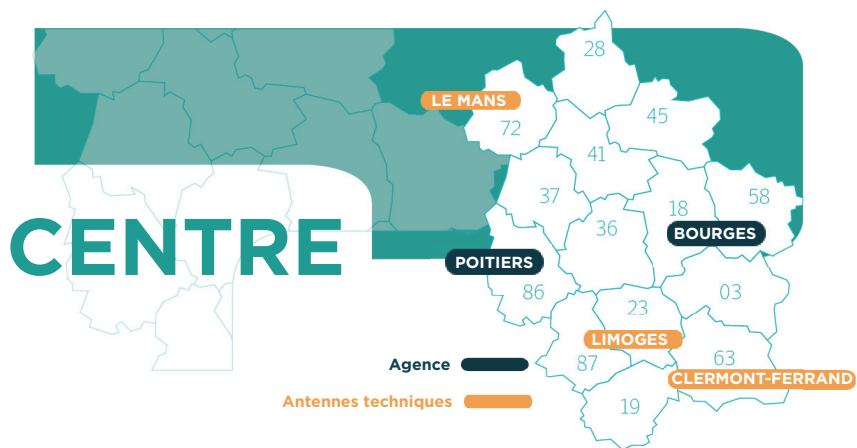 28
LE MANS
72
45
41
37
18
58
CENTRE
36
BOURGES
POITIERS
86
23
03
LIMOGES
Agence
87
63
CLERMONT-FERRAND
Antennes techniques
19